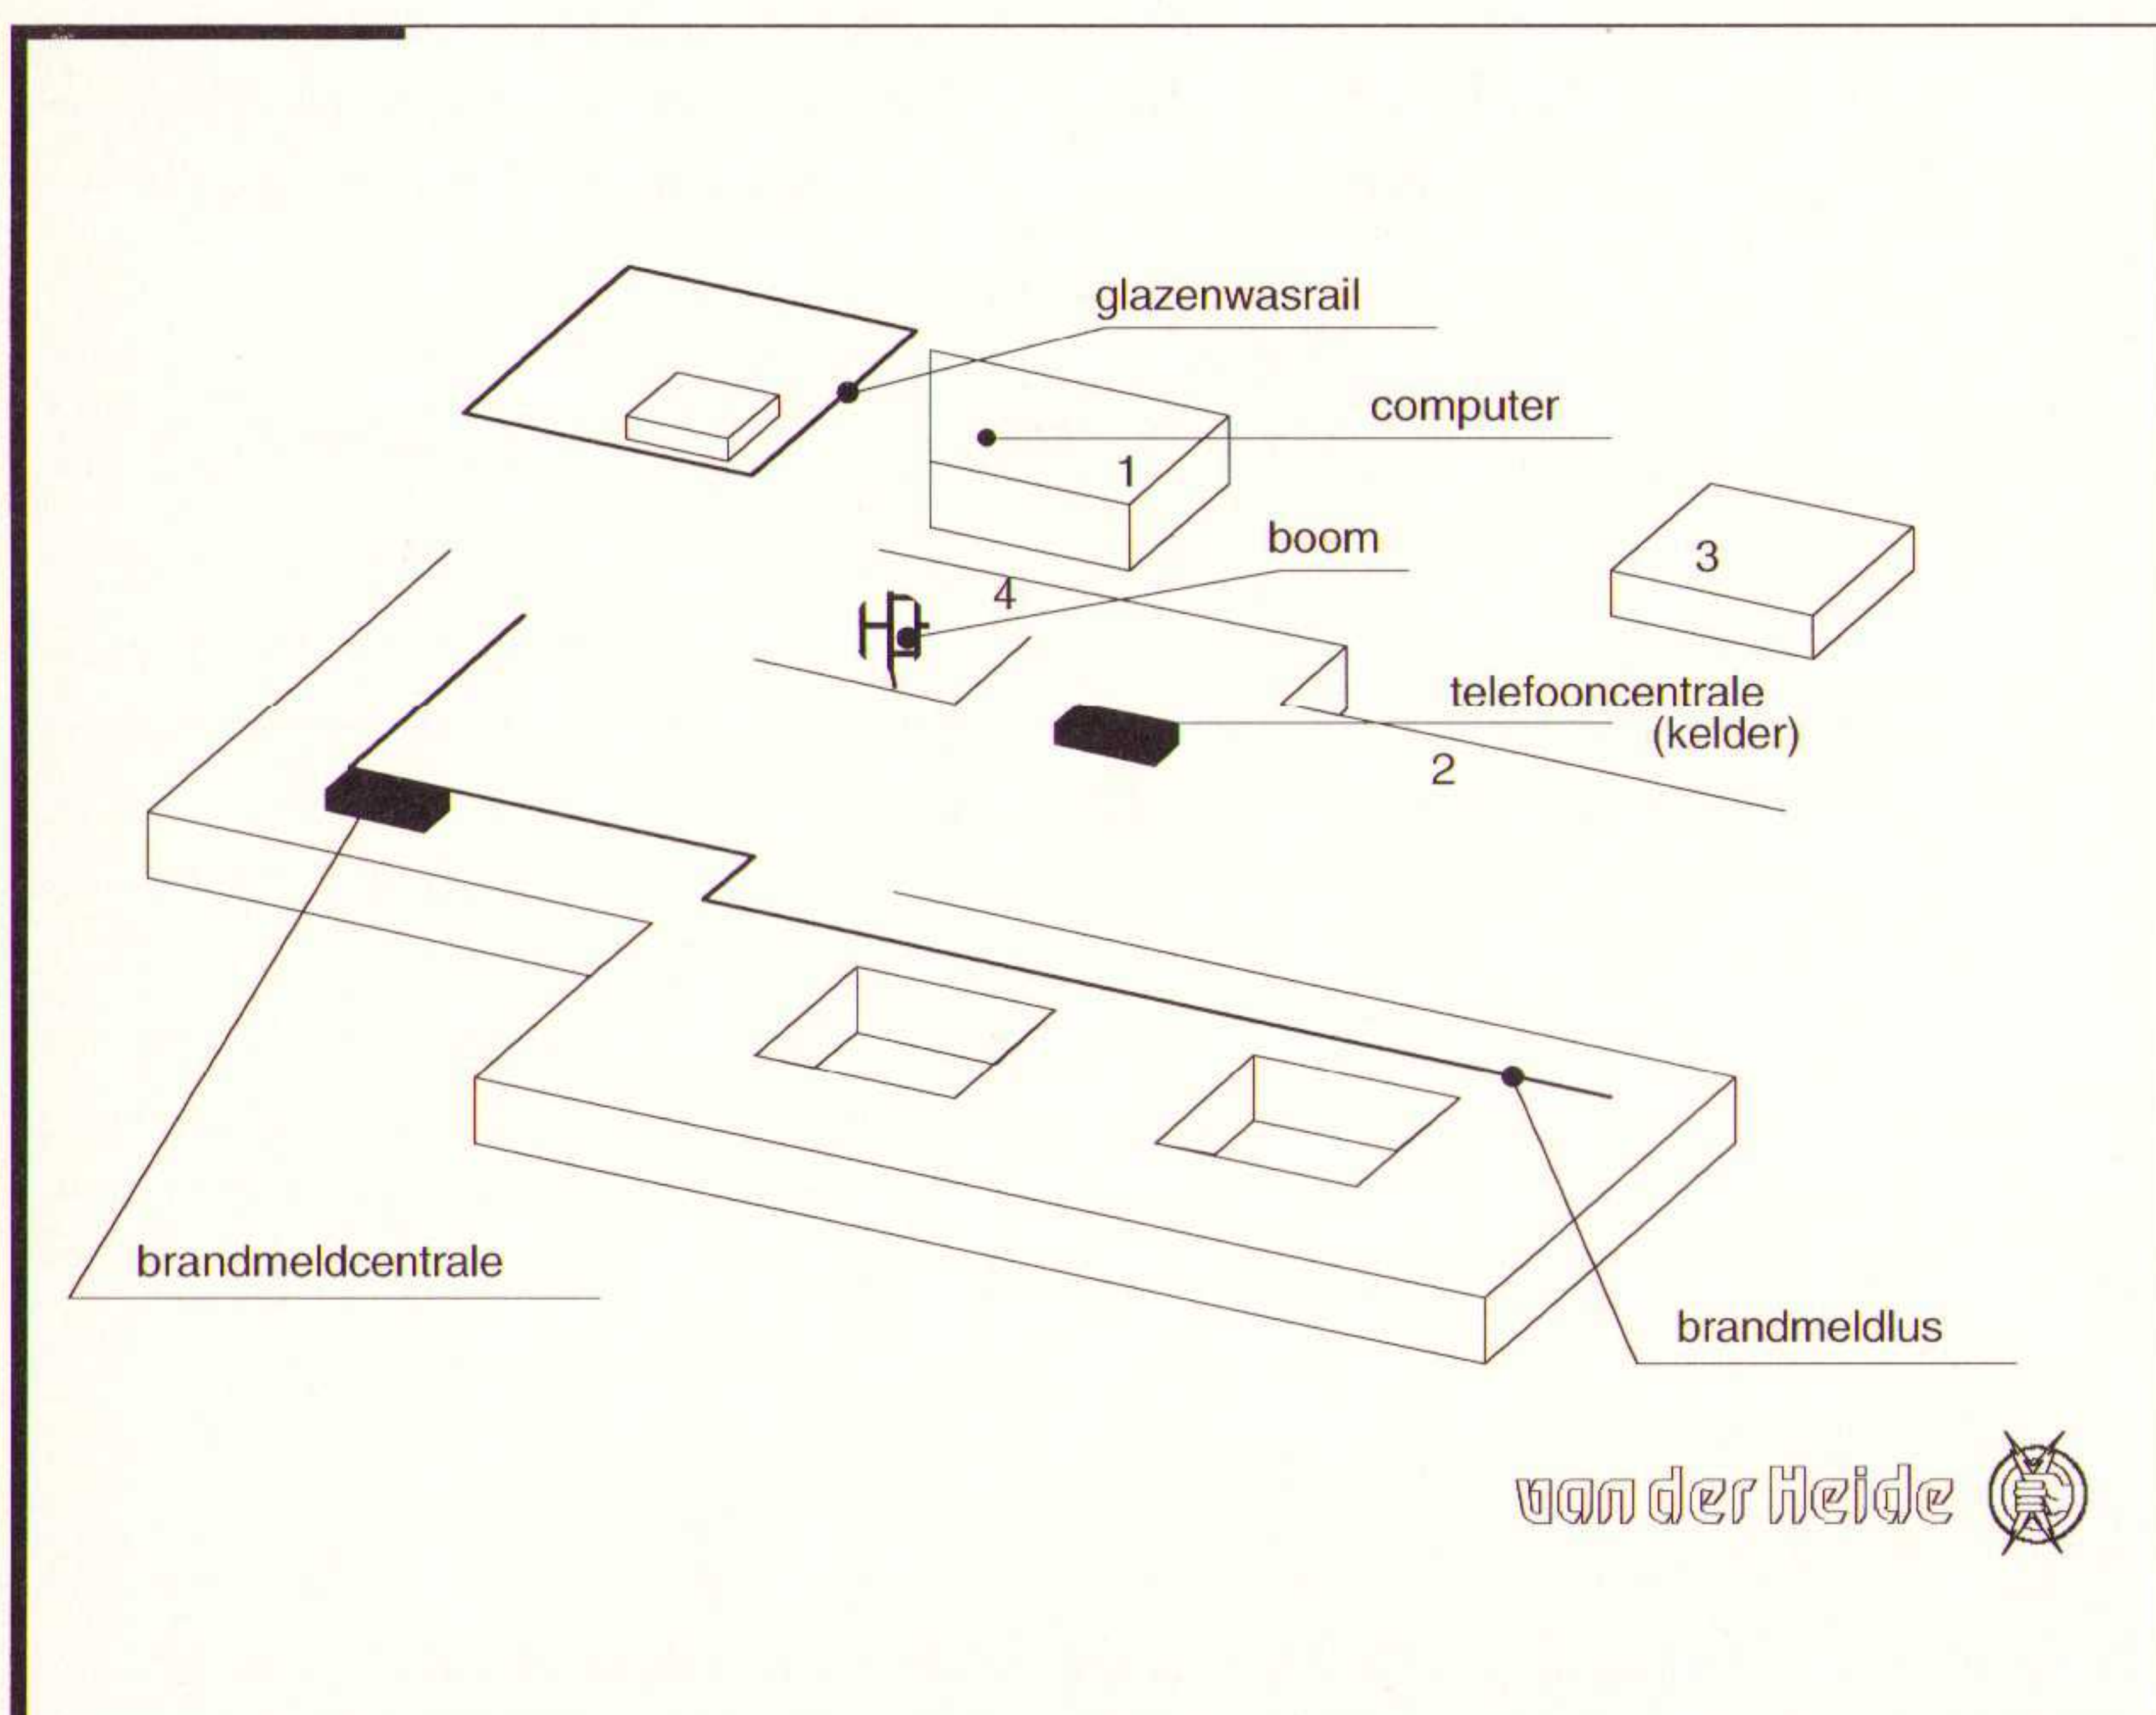 glazenwasrail
computer
1
boom
3
4
telefooncentrale
(kelder)
2
brandmeldcentrale
brandmeldlus
van der Heide